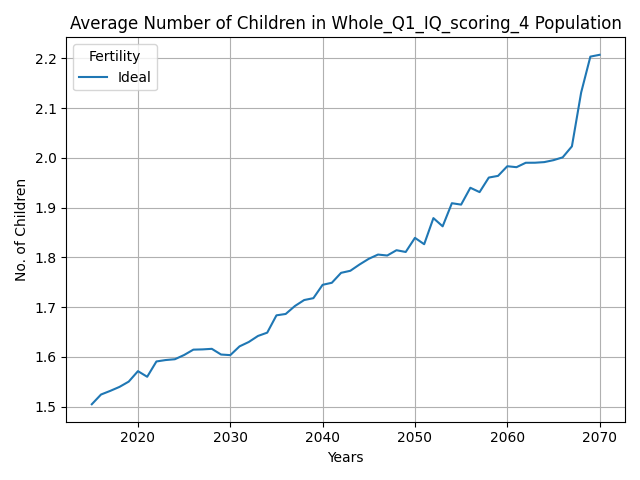 Average Number of Children in Whole_Q1_IQ_scoring_4 Population
Fertility
Ideal
2.2
2.1
2.0
1.9
1.8
1.7
1.6
1.5
No. of Children
2020 2030 2040 2050 2060 2070
Years